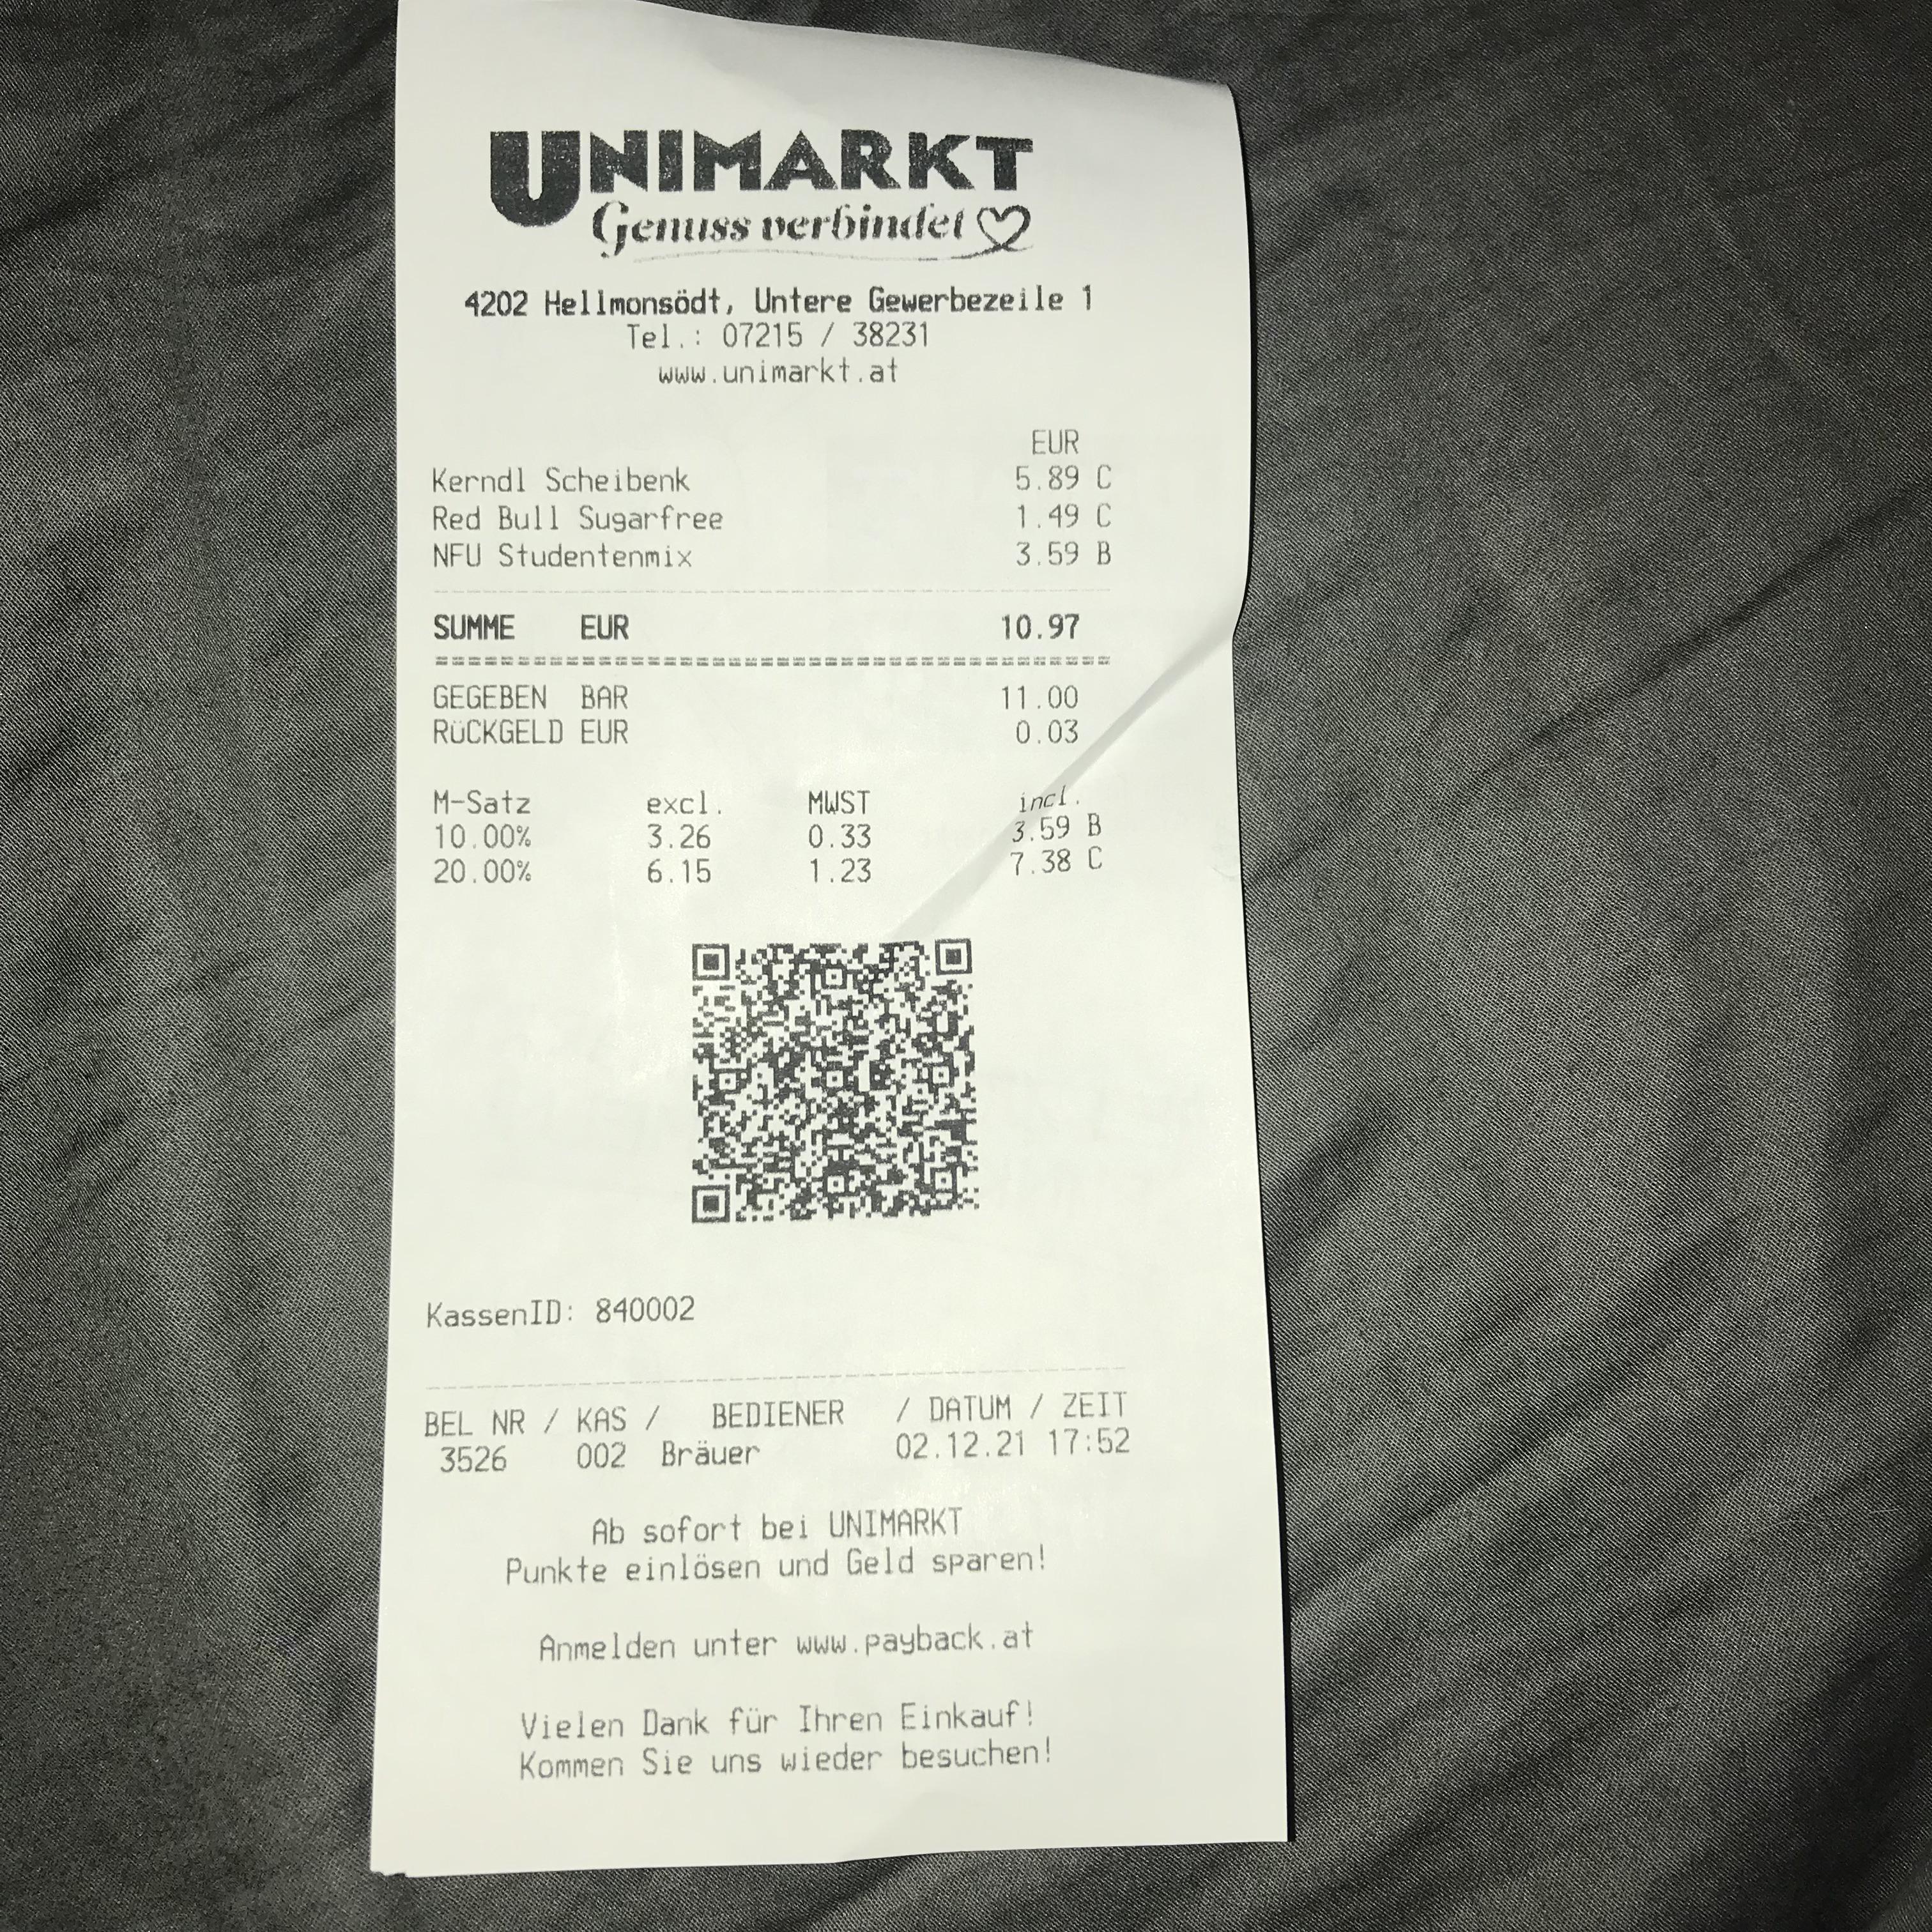 UNIMARKT
Genuss verbindet
4202 Hellmonsödt, Untere Gewerbezeile 1
Tel.: 07215 / 38231
www.unimarkt.at
EUR
Kerndl Scheibenk 5.89 C
Red Bull Sugarfree 1.49 C
NFU Studentenmix 3.59 B
SUMME EUR 10.97
GEGEBEN BAR 11.00
RÜCKGELD EUR 0.03
M-Satz excl. MWST incl.
10.00% 3.26 0.33 3.59 B
20.00% 6.15 1.23 7.38 C
KassenID: 840002
BEL NR / KAS / BEDIENER / DATUM / ZEIT
3526 002 Bräuer 02.12.21 17:52
Ab sofort bei UNIMARKT
Punkte einlösen und Geld sparen!
Anmelden unter www.payback.at
Vielen Dank für Ihren Einkauf!
Kommen Sie uns wieder besuchen!